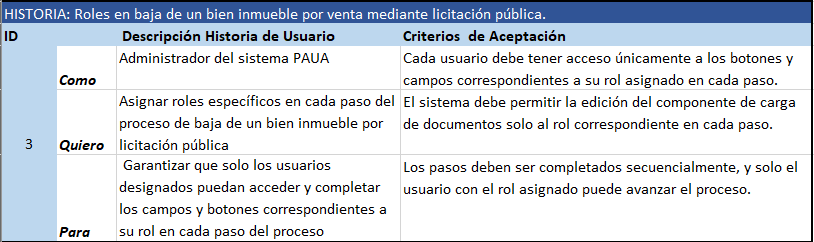 HISTORIA: Roles en baja de un bien inmueble por venta mediante licitación pública.
ID Descripción Historia de Usuario Criterios de Aceptación
3
Como
Administrador del sistema PAUA
Cada usuario debe tener acceso únicamente a los botones y
campos correspondientes a su rol asignado en cada paso.
Quiero
Asignar roles específicos en cada paso del
proceso de baja de un bien inmueble por
licitación pública
El sistema debe permitir la edición del componente de carga
de documentos solo al rol correspondiente en cada paso.
Para
Garantizar que solo los usuarios
designados puedan acceder y completar
los campos y botones correspondientes a
su rol en cada paso del proceso
Los pasos deben ser completados secuencialmente, y solo el
usuario con el rol asignado puede avanzar el proceso.